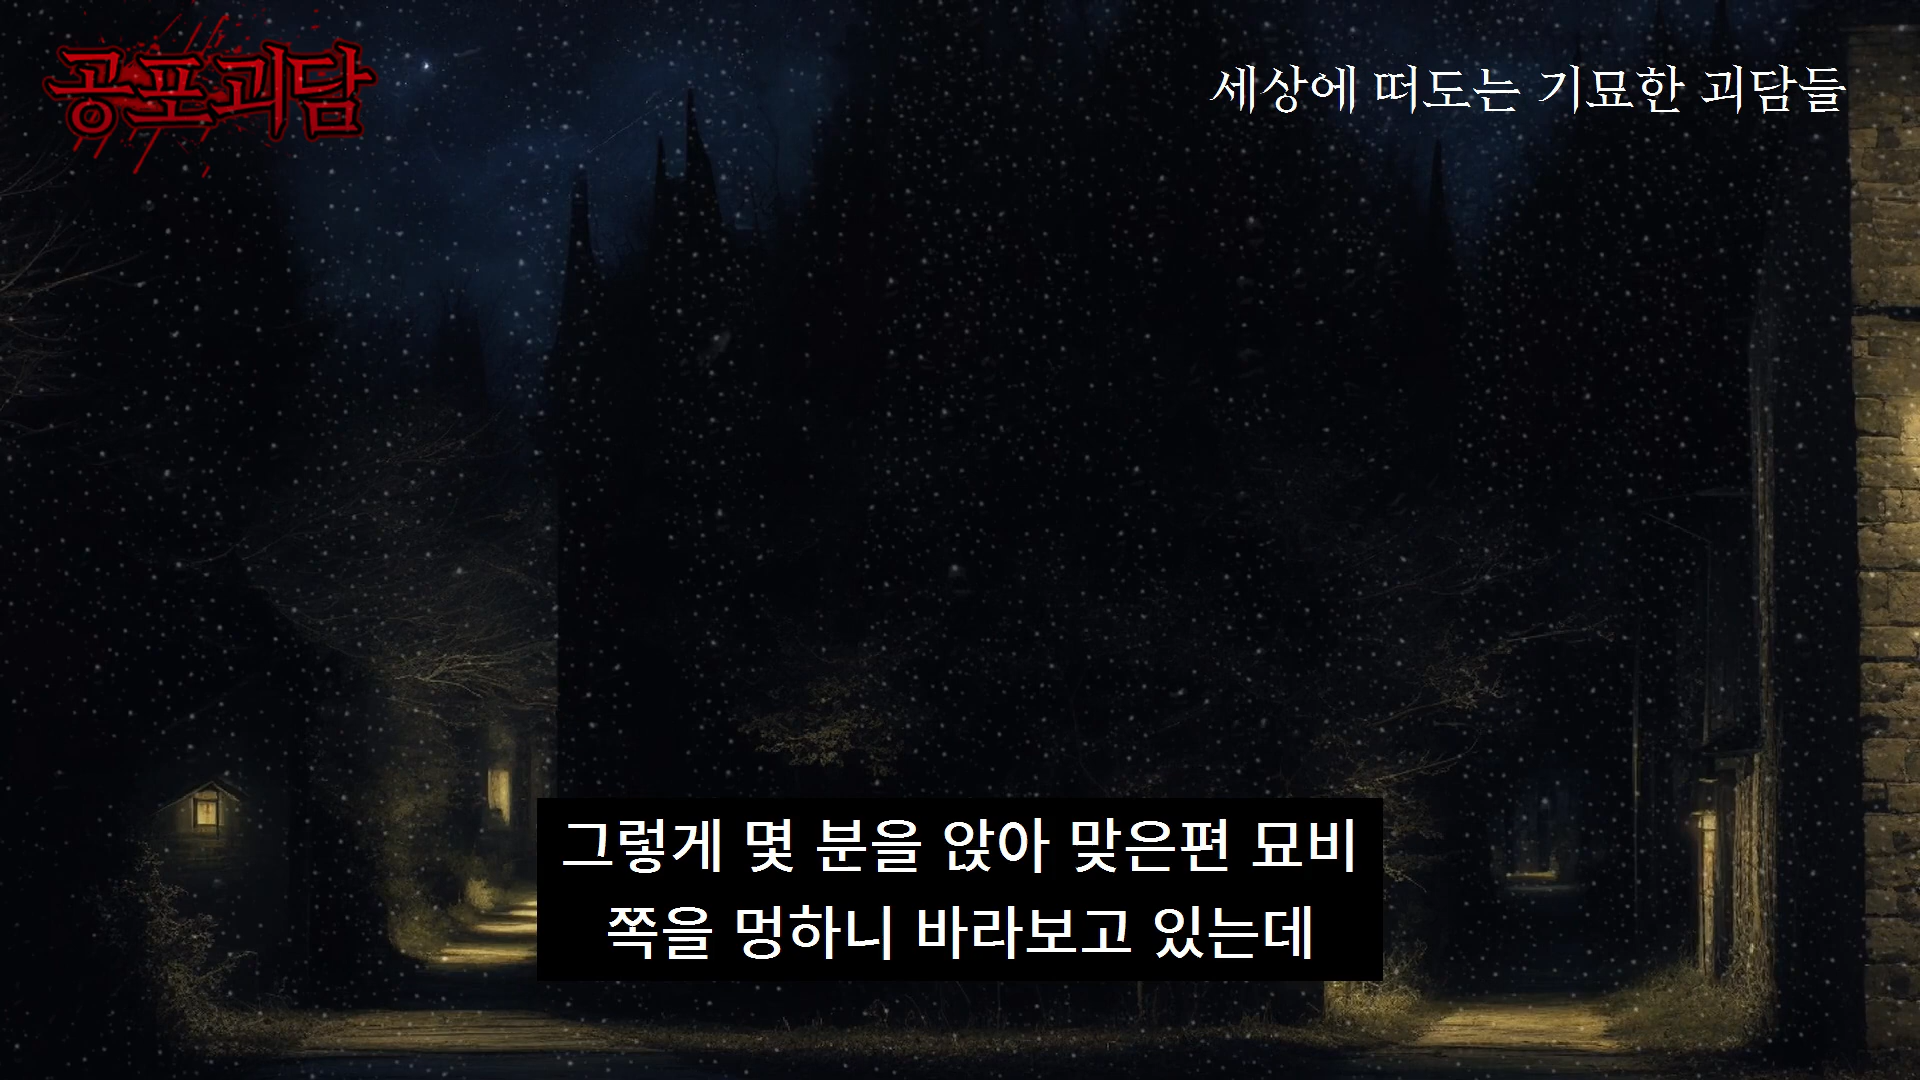 공포괴담
세상에 떠도는 기묘한 괴담들
그렇게 몇 분을 앉아 맞은편 묘비
쪽을 멍하니 바라보고 있는데